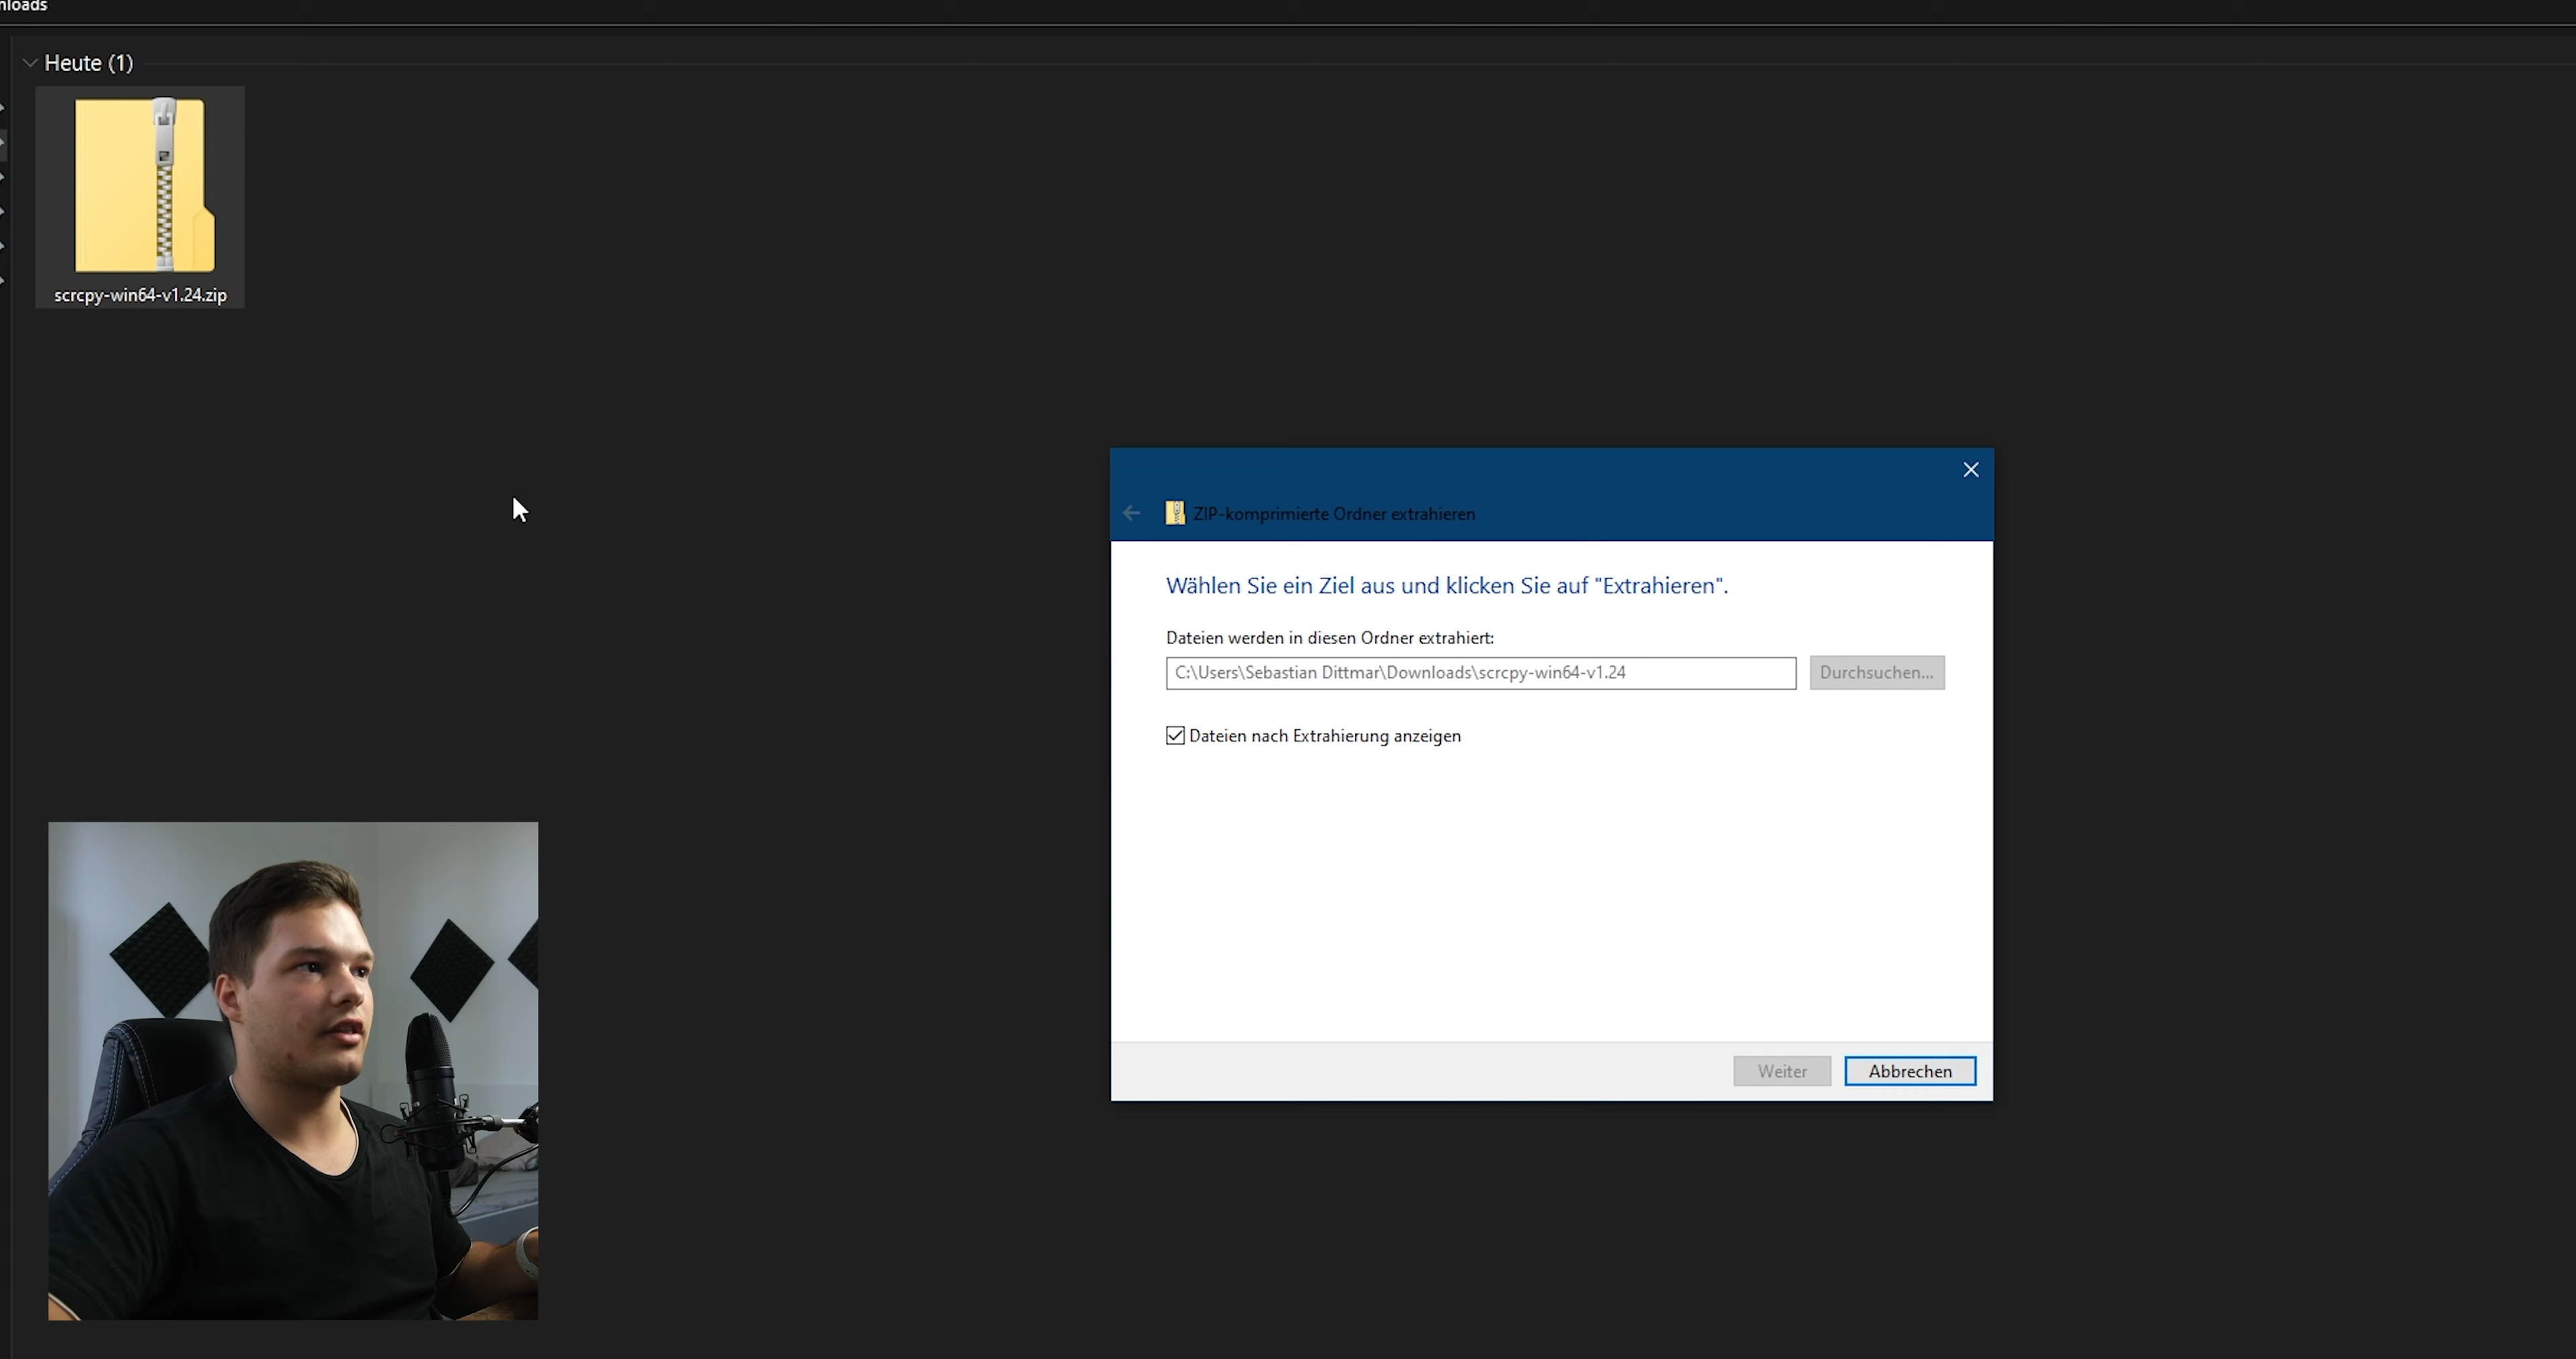 nloads
Heute (1)
scrcpy-win64-v1.24.zip
ZIP-komprimierte Ordner extrahieren
Wählen Sie ein Ziel aus und klicken Sie auf "Extrahieren".
Dateien werden in diesen Ordner extrahiert:
C:\Users\Sebastian Dittmar\Downloads\scrcpy-win64-v1.24
Durchsuchen...
Dateien nach Extrahierung anzeigen
Weiter
Abbrechen